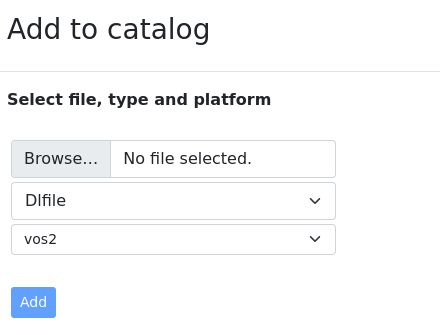 Add to catalog
Select file, type and platform
Browse... No file selected.
Dlfile
vos2
Add